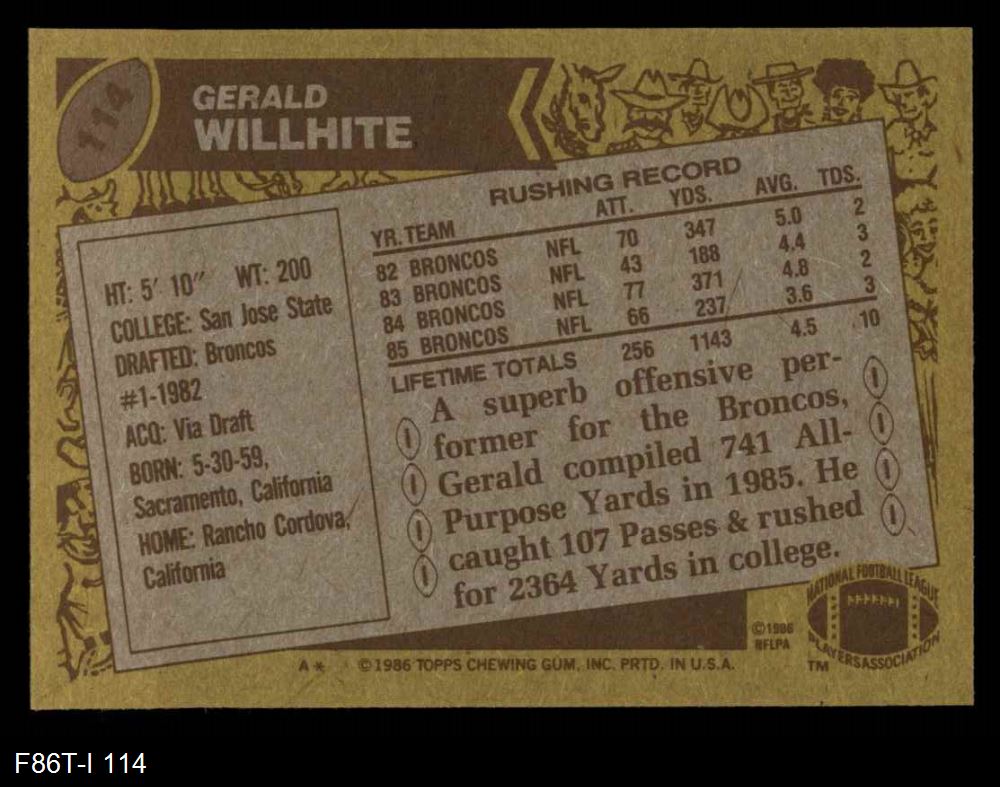 114
GERALD
WILLHITE
HT: 5′ 10″ WT: 200
COLLEGE: San Jose State
DRAFTED: Broncos
#1-1982
ACQ: Via Draft
BORN: 5-30-59,
Sacramento, California
HOME: Rancho Cordova,
California
RUSHING RECORD
YR. TEAM ATT. YDS. AVG. TDS.
82 BRONCOS NFL 70 347 5.0 2
83 BRONCOS NFL 43 188 4.4 3
84 BRONCOS NFL 77 371 4.8 2
85 BRONCOS NFL 66 237 3.6 3
LIFETIME TOTALS 256 1143 4.5 10
A superb offensive per-
former for the Broncos,
Gerald compiled 741 All-
Purpose Yards in 1985. He
caught 107 Passes & rushed
for 2364 Yards in college.
©1986
NFLPA
NATIONAL FOOTBALL LEAGUE
PLAYERS ASSOCIATION
TM
A* ©1986 TOPPS CHEWING GUM, INC. PRTD. IN U.S.A.
F86T-I 114